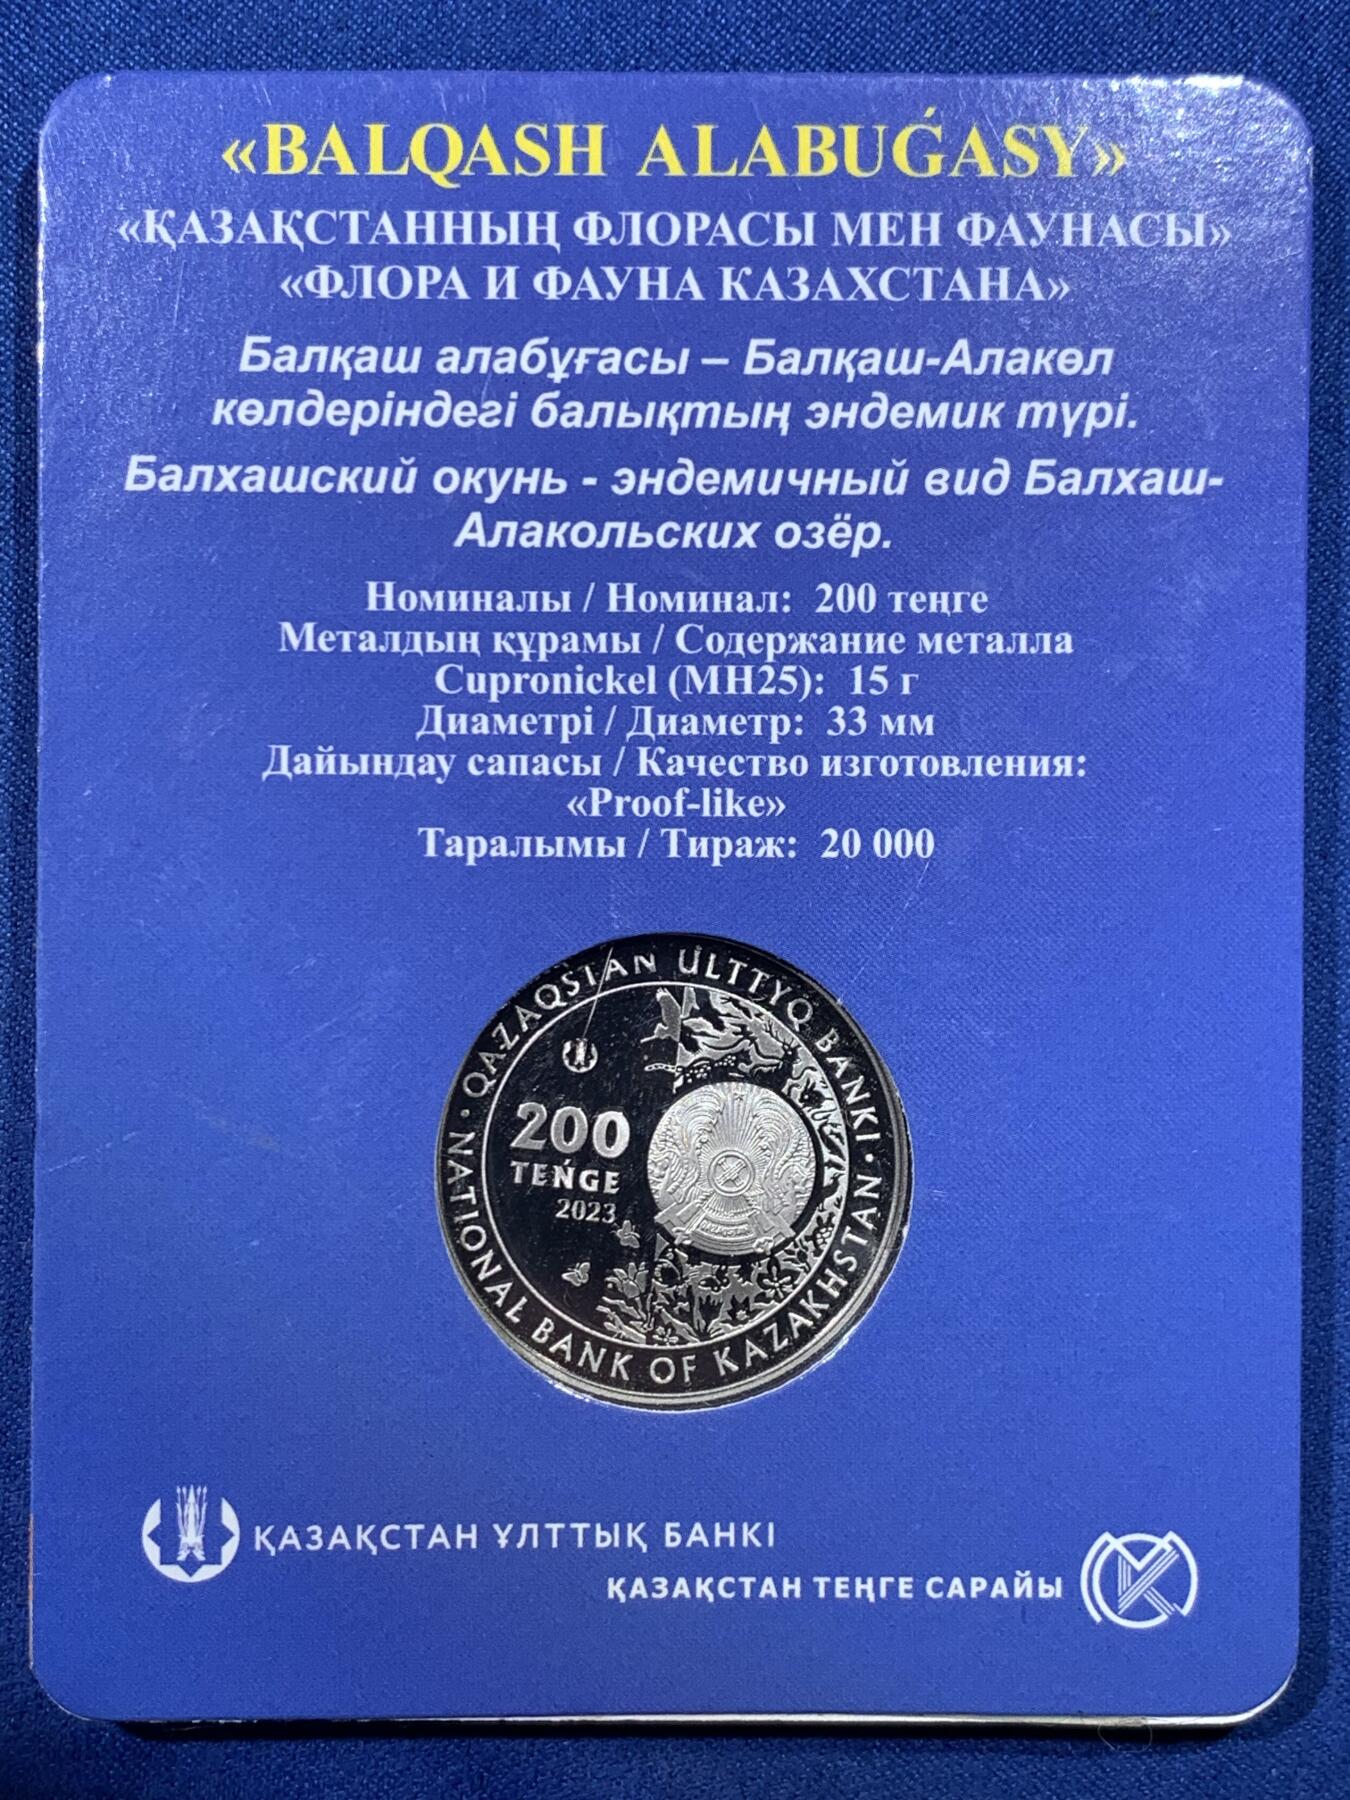 «BALQASH ALABUǴASY»
«ҚАЗАҚСТАННЫҢ ФЛОРАСЫ МЕН ФАУНАСЫ»
«ФЛОРА И ФАУНА КАЗАХСТАНА»
Балқаш алабұғасы – Балқаш-Алакөл
көлдеріндегі балықтың эндемик түрі.
Балхашский окунь - эндемичный вид Балхаш-
Алакольских озёр.
Номиналы / Номинал: 200 теңге
Металдың құрамы / Содержание металла
Cupronickel (МН25): 15 г
Диаметрі / Диаметр: 33 мм
Дайындау сапасы / Качество изготовления:
«Proof-like»
Таралымы / Тираж: 20 000
QAZAQSTAN ULTTYQ BANKI
200
TEŃGE
2023
NATIONAL BANK OF KAZAKHSTAN
ҚАЗАҚСТАН ҰЛТТЫҚ БАНКІ
ҚАЗАҚСТАН ТЕҢГЕ САРАЙЫ